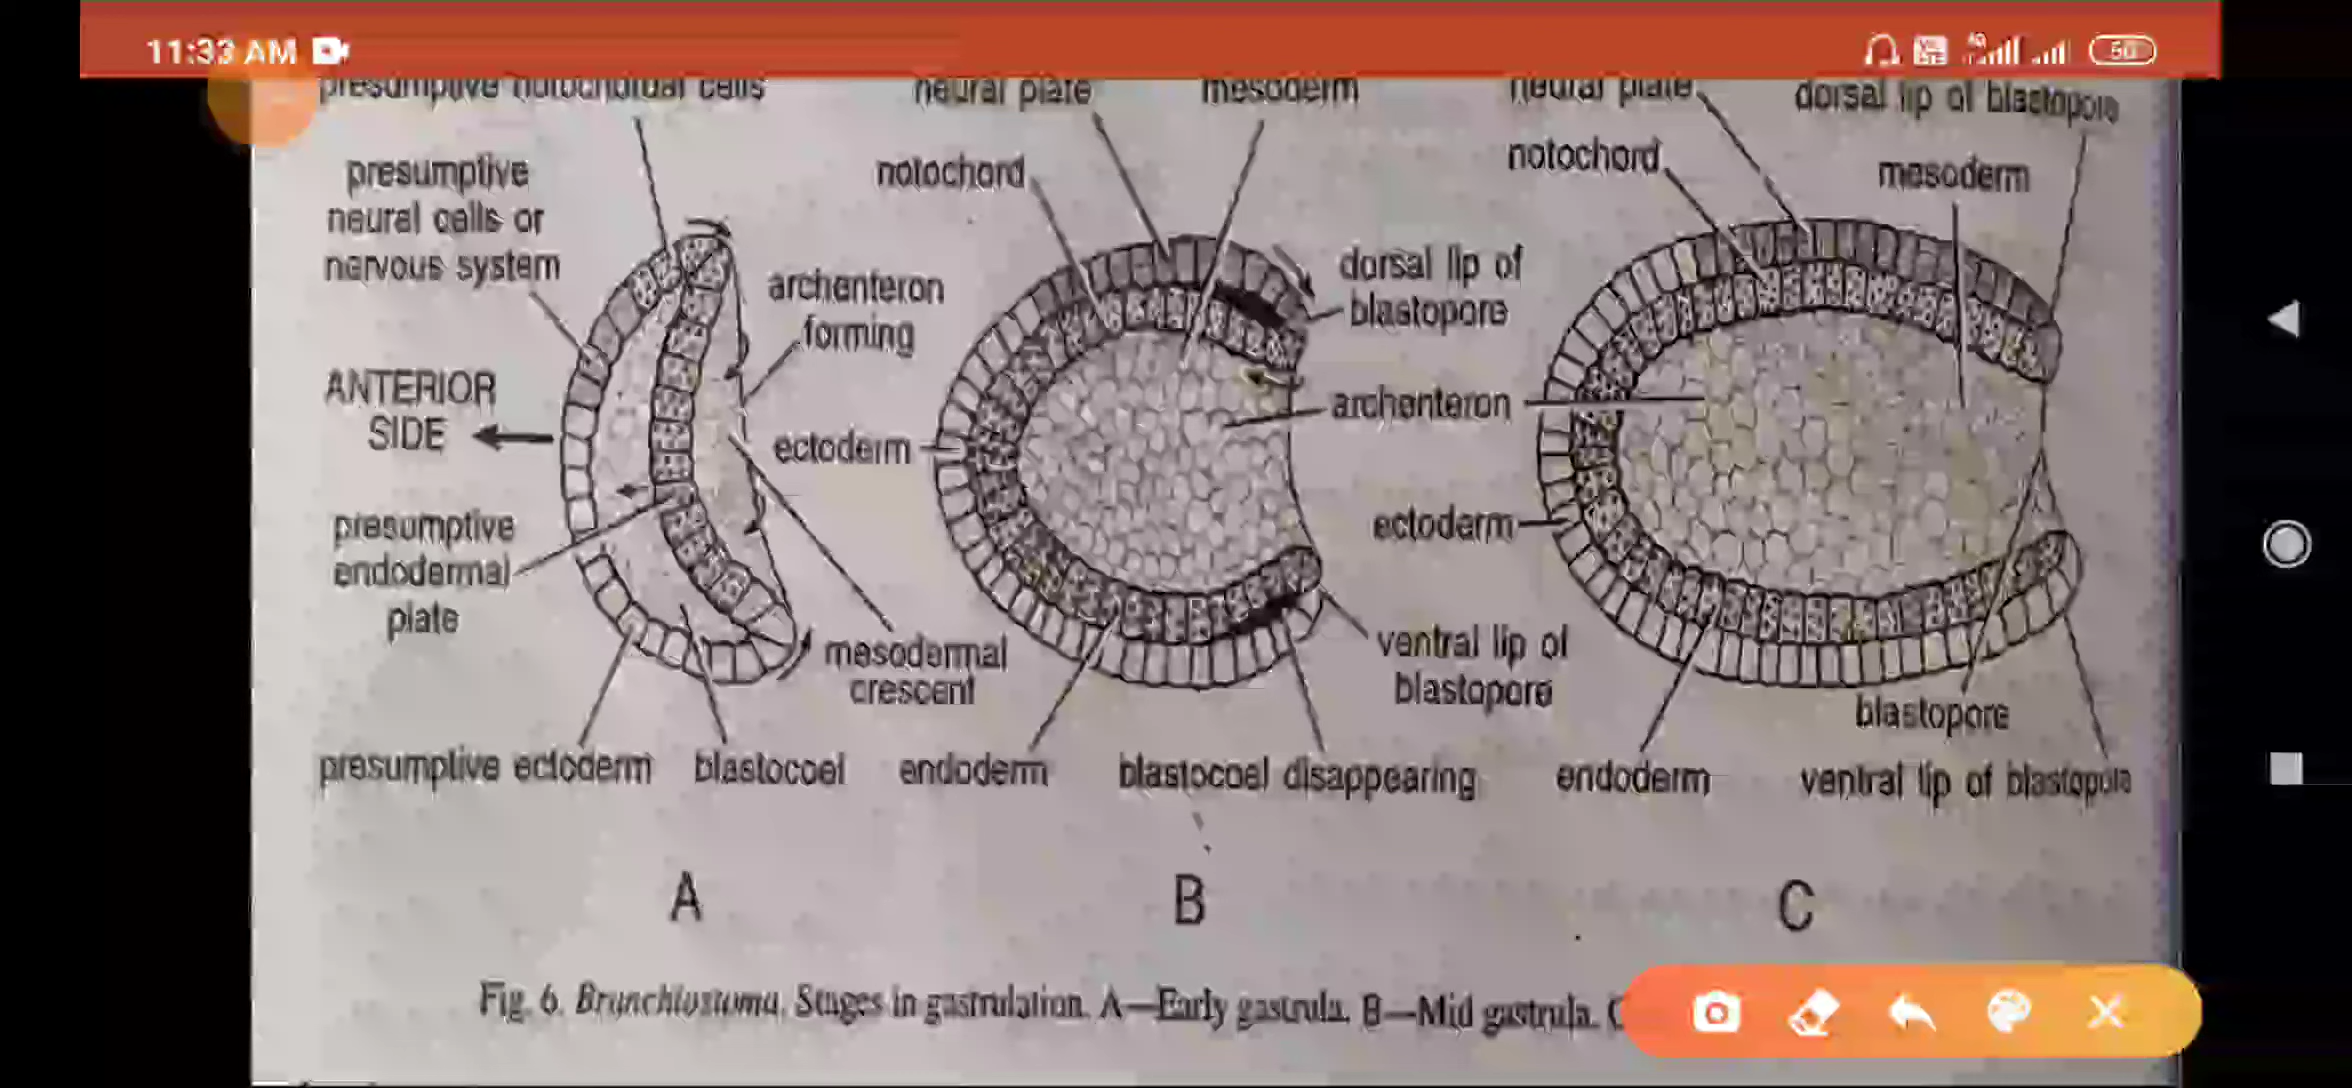 11:33 AM
50
presumptive notochordal cells
neural plate
mesoderm
neural plate
dorsal lip of blastopore
presumptive
neural cells or
nervous system
notochord
notochord
mesoderm
archenteron
forming
dorsal lip of
blastopore
ANTERIOR
SIDE
ectoderm
archenteron
presumptive
endodermal
plate
ectoderm
mesodermal
crescent
ventral lip of
blastopore
blastopore
presumptive ectoderm
blastocoel
endoderm
blastocoel disappearing
endoderm
ventral lip of blastopore
A
B
C
Fig. 6. Branchiostoma. Stages in gastrulation. A—Early gastrula. B—Mid gastrula. C